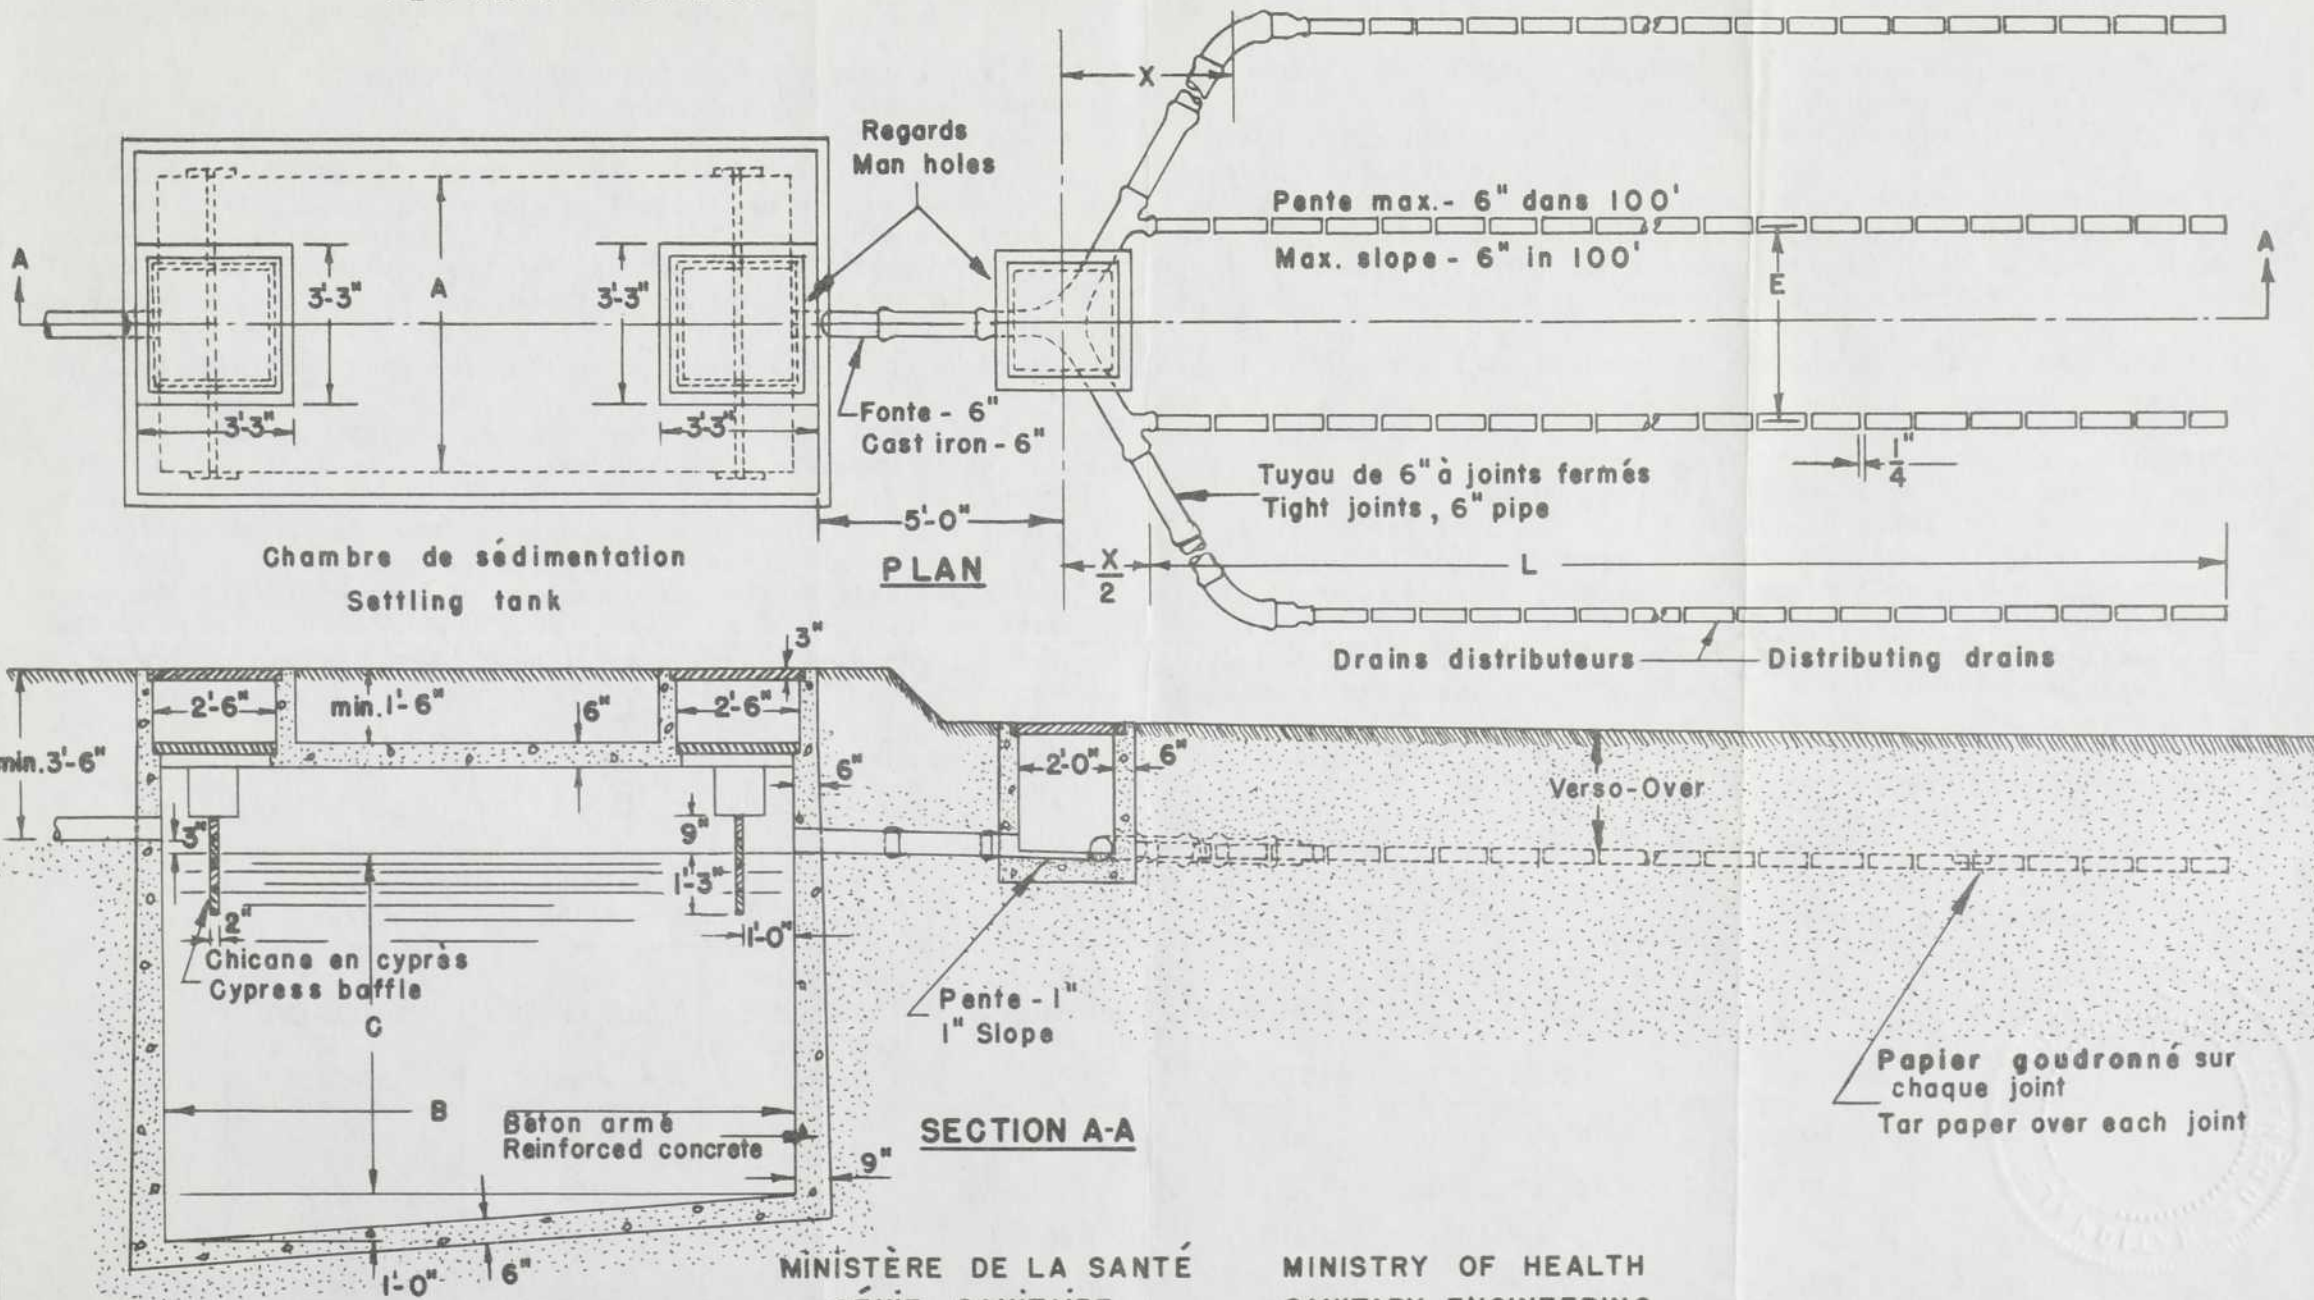 X
Regards
Man holes
Pente max.- 6" dans 100'
Max. slope - 6" in 100'
A
A
3'-3"
A
3'-3"
E
3'-3"
3'-3"
Fonte - 6"
Cast iron - 6"
1"
4
Tuyau de 6" à joints fermés
Tight joints, 6" pipe
5'-0"
Chambre de sédimentation
Settling tank
PLAN
X
2
L
Drains distributeurs
Distributing drains
3"
2'-6"
min. 1'-6"
6"
2'-6"
min. 3'-6"
2'-0"
6"
6"
Verso-Over
3"
9"
1'-3"
2"
1'-0"
Chicane en cyprès
Cypress baffle
C
Pente - 1"
1" Slope
Papier goudronné sur
chaque joint
Tar paper over each joint
B
Béton armé
Reinforced concrete
SECTION A-A
9"
1'-0"
6"
MINISTÈRE DE LA SANTÉ
MINISTRY OF HEALTH